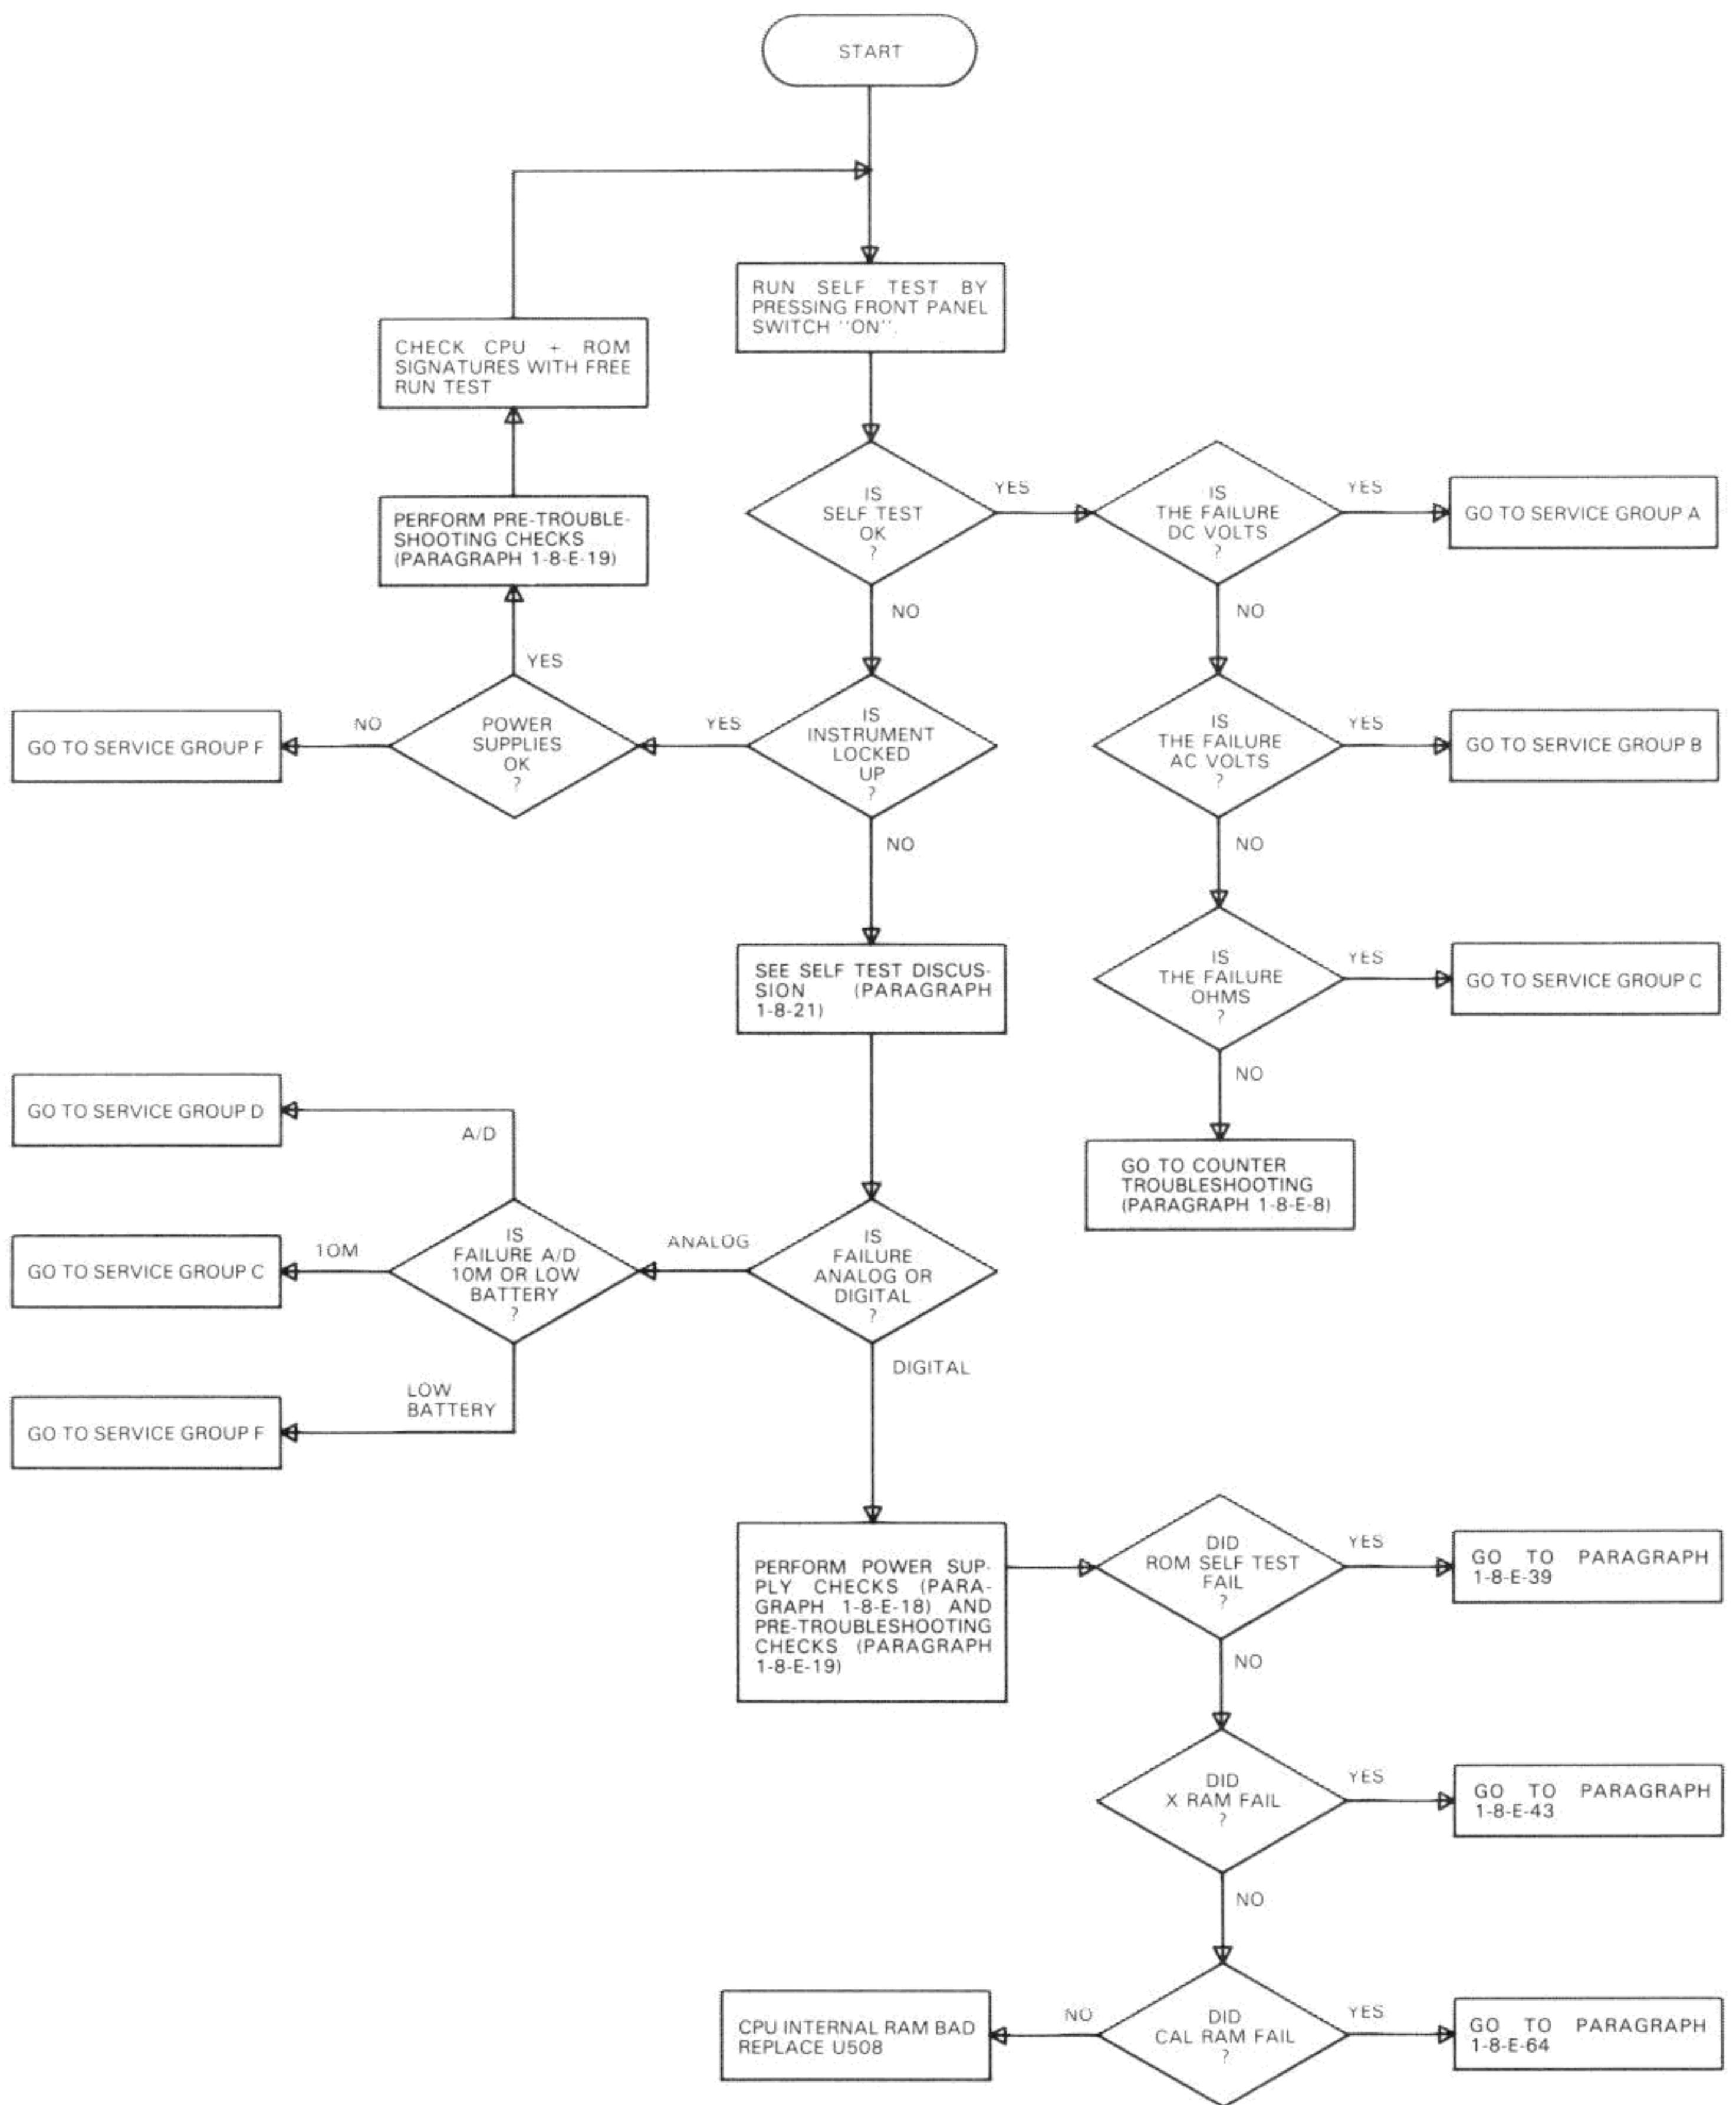 START
RUN SELF TEST BY
PRESSING FRONT PANEL
SWITCH "ON".
CHECK CPU + ROM
SIGNATURES WITH FREE
RUN TEST
PERFORM PRE-TROUBLE-
SHOOTING CHECKS
(PARAGRAPH 1-8-E-19)
IS
SELF TEST
OK
?
YES
IS
THE FAILURE
DC VOLTS
?
YES
GO TO SERVICE GROUP A
NO
NO
YES
GO TO SERVICE GROUP F
NO
POWER
SUPPLIES
OK
?
YES
IS
INSTRUMENT
LOCKED
UP
?
IS
THE FAILURE
AC VOLTS
?
YES
GO TO SERVICE GROUP B
NO
NO
SEE SELF TEST DISCUS-
SION (PARAGRAPH
1-8-21)
IS
THE FAILURE
OHMS
?
YES
GO TO SERVICE GROUP C
NO
GO TO COUNTER
TROUBLESHOOTING
(PARAGRAPH 1-8-E-8)
GO TO SERVICE GROUP D
A/D
GO TO SERVICE GROUP C
10M
IS
FAILURE A/D
10M OR LOW
BATTERY
?
ANALOG
IS
FAILURE
ANALOG OR
DIGITAL
?
DIGITAL
LOW
BATTERY
GO TO SERVICE GROUP F
PERFORM POWER SUP-
PLY CHECKS (PARA-
GRAPH 1-8-E-18) AND
PRE-TROUBLESHOOTING
CHECKS (PARAGRAPH
1-8-E-19)
DID
ROM SELF TEST
FAIL
?
YES
GO TO PARAGRAPH
1-8-E-39
NO
DID
X RAM FAIL
?
YES
GO TO PARAGRAPH
1-8-E-43
NO
CPU INTERNAL RAM BAD
REPLACE U508
NO
DID
CAL RAM FAIL
?
YES
GO TO PARAGRAPH
1-8-E-64